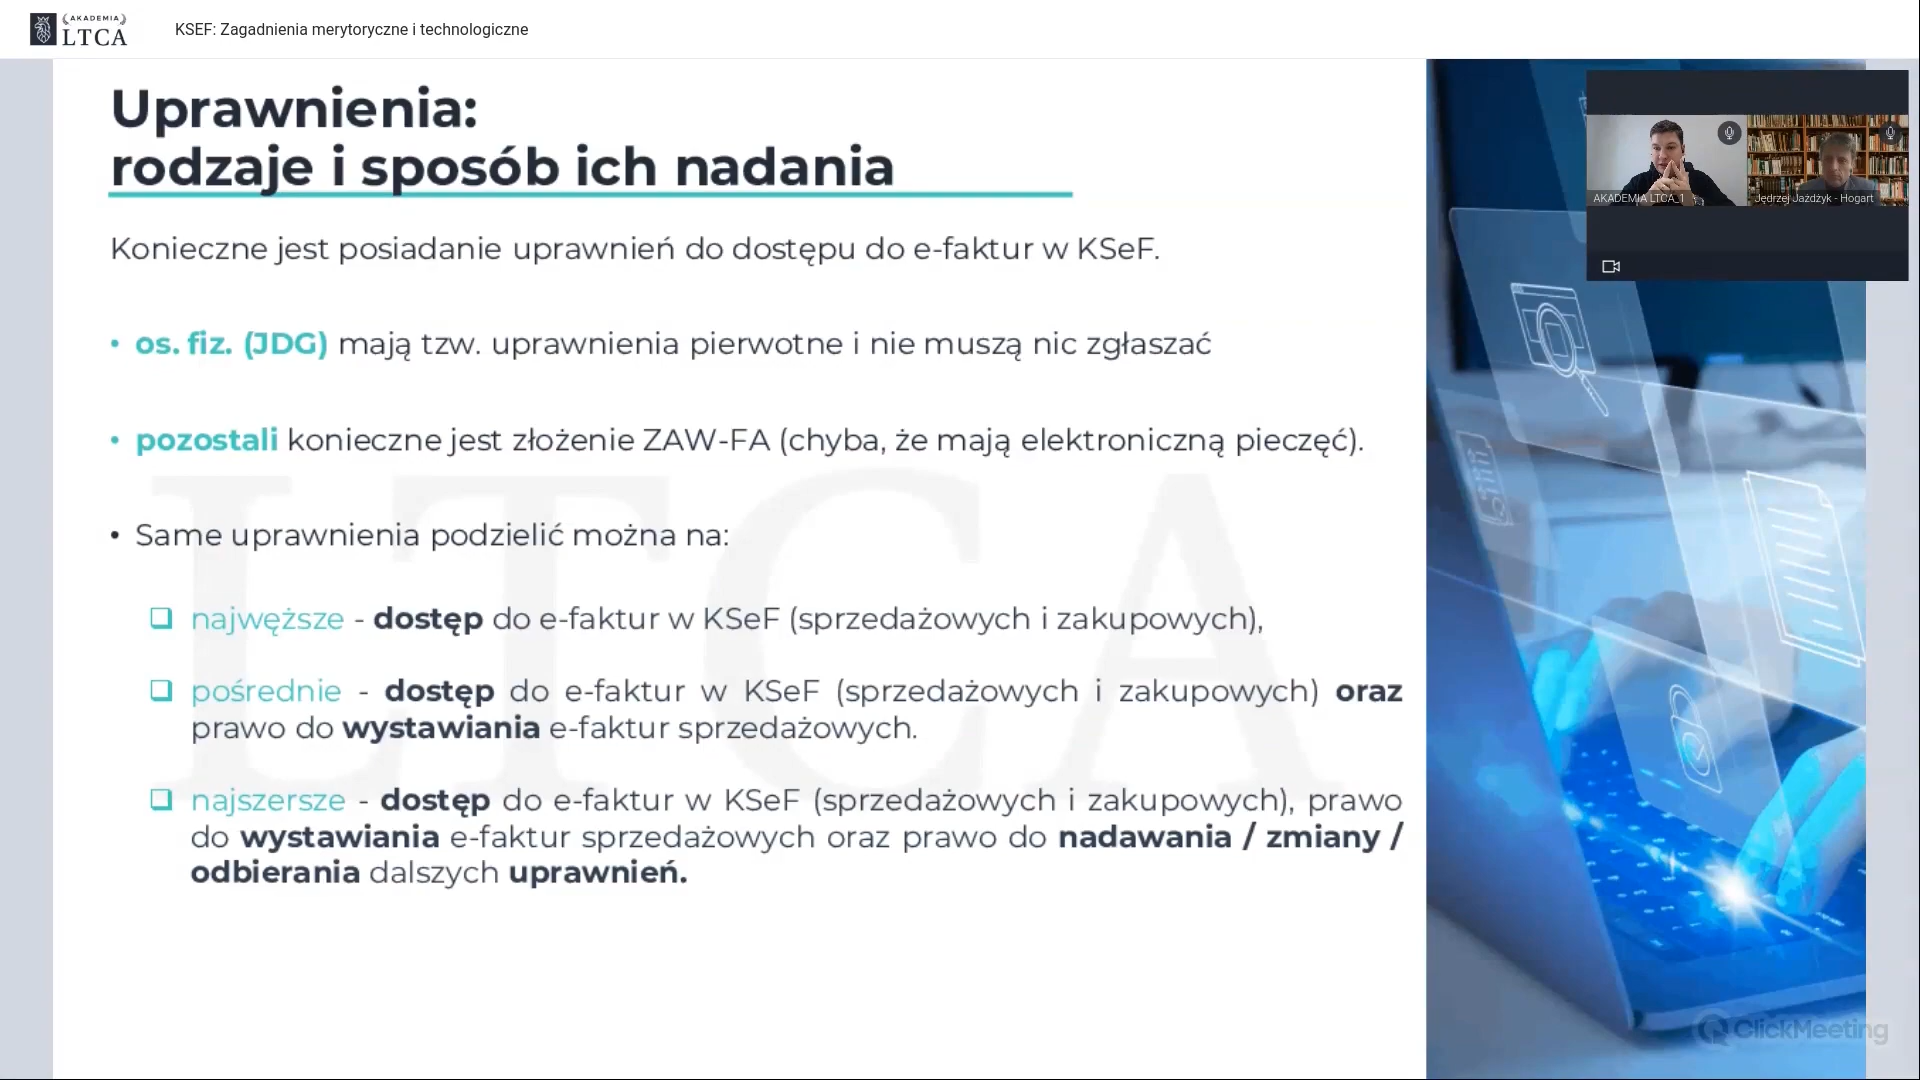 AKADEMIA
LTCA
KSEF: Zagadnienia merytoryczne i technologiczne
Uprawnienia:
rodzaje i sposób ich nadania
AKADEMIA LTCA_1
Jędrzej Jażdżyk - Hogart
Konieczne jest posiadanie uprawnień do dostępu do e-faktur w KSeF.
• os. fiz. (JDG) mają tzw. uprawnienia pierwotne i nie muszą nic zgłaszać
• pozostali konieczne jest złożenie ZAW-FA (chyba, że mają elektroniczną pieczęć).
• Same uprawnienia podzielić można na:
❑ najwęższe - dostęp do e-faktur w KSeF (sprzedażowych i zakupowych),
❑ pośrednie - dostęp do e-faktur w KSeF (sprzedażowych i zakupowych) oraz
prawo do wystawiania e-faktur sprzedażowych.
❑ najszersze - dostęp do e-faktur w KSeF (sprzedażowych i zakupowych), prawo
do wystawiania e-faktur sprzedażowych oraz prawo do nadawania / zmiany /
odbierania dalszych uprawnień.
LTCA
ClickMeeting